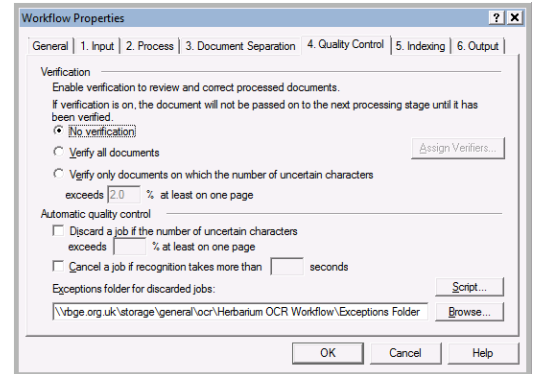 Workflow Properties
General 1. Input 2. Process 3. Document Separation 4. Quality Control 5. Indexing 6. Output
Verification
Enable verification to review and correct processed documents.
If verification is on, the document will not be passed on to the next processing stage until it has
been verified.
No verification
Verify all documents
Assign Verifiers...
Verify only documents on which the number of uncertain characters
exceeds 2.0 % at least on one page
Automatic quality control
Discard a job if the number of uncertain characters
exceeds % at least on one page
Cancel a job if recognition takes more than seconds
Exceptions folder for discarded jobs:
Script...
\\rbge.org.uk\storage\general\ocr\Herbarium OCR Workflow\Exceptions Folder
Browse...
OK Cancel Help